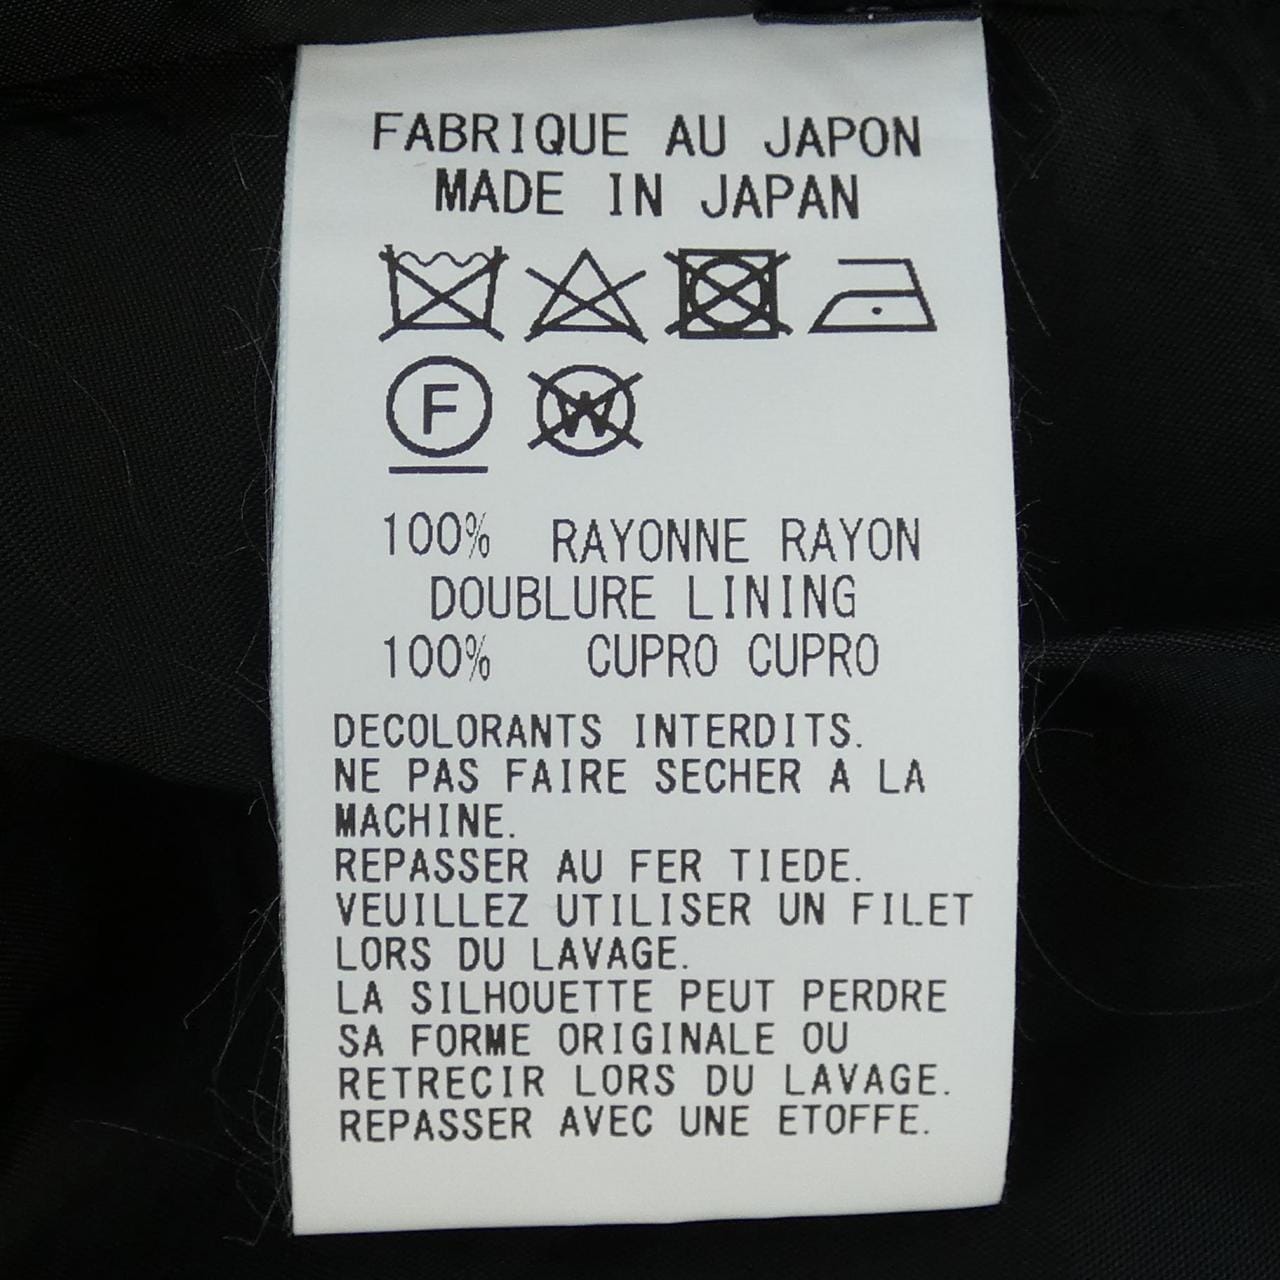 FABRIQUE AU JAPON
MADE IN JAPAN
F W
100% RAYONNE RAYON
DOUBLURE LINING
100% CUPRO CUPRO
DECOLORANTS INTERDITS.
NE PAS FAIRE SECHER A LA
MACHINE.
REPASSER AU FER TIEDE.
VEUILLEZ UTILISER UN FILET
LORS DU LAVAGE.
LA SILHOUETTE PEUT PERDRE
SA FORME ORIGINALE OU
RETRECIR LORS DU LAVAGE.
REPASSER AVEC UNE ETOFFE.